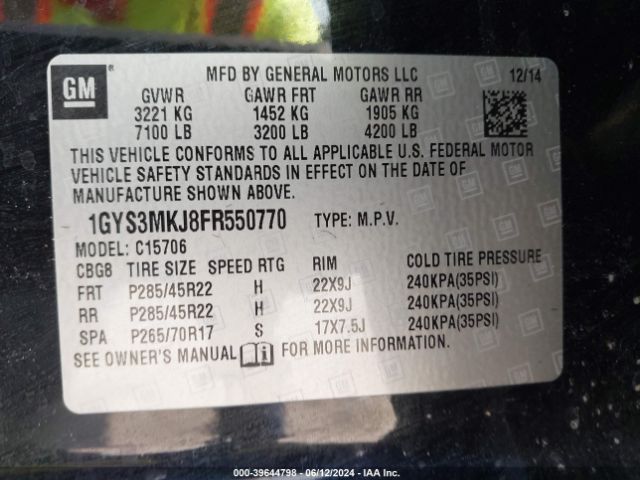 GM
MFD BY GENERAL MOTORS LLC 12/14
GVWR GAWR FRT GAWR RR
3221 KG 1452 KG 1905 KG
7100 LB 3200 LB 4200 LB
THIS VEHICLE CONFORMS TO ALL APPLICABLE U.S. FEDERAL MOTOR
VEHICLE SAFETY STANDARDS IN EFFECT ON THE DATE OF
MANUFACTURE SHOWN ABOVE.
1GYS3MKJ8FR550770 TYPE: M.P.V.
MODEL: C15706
CBG8 TIRE SIZE SPEED RTG RIM COLD TIRE PRESSURE
FRT P285/45R22 H 22X9J 240KPA(35PSI)
RR P285/45R22 H 22X9J 240KPA(35PSI)
SPA P265/70R17 S 17X7.5J 240KPA(35PSI)
SEE OWNER'S MANUAL FOR MORE INFORMATION.
000-39644798 - 06/12/2024 - IAA Inc.